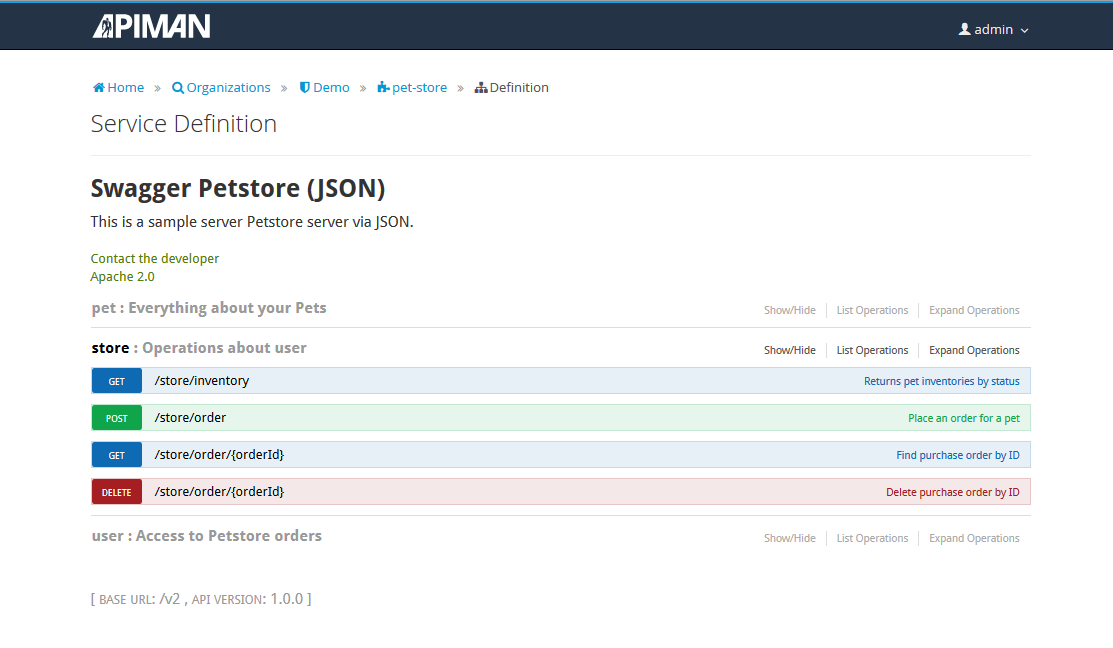 APIMAN
admin
Home » Organizations » Demo » pet-store » Definition
Service Definition
Swagger Petstore (JSON)
This is a sample server Petstore server via JSON.
Contact the developer
Apache 2.0
pet : Everything about your Pets Show/Hide List Operations Expand Operations
store : Operations about user Show/Hide List Operations Expand Operations
GET /store/inventory Returns pet inventories by status
POST /store/order Place an order for a pet
GET /store/order/{orderId} Find purchase order by ID
DELETE /store/order/{orderId} Delete purchase order by ID
user : Access to Petstore orders Show/Hide List Operations Expand Operations
[ BASE URL: /v2 , API VERSION: 1.0.0 ]